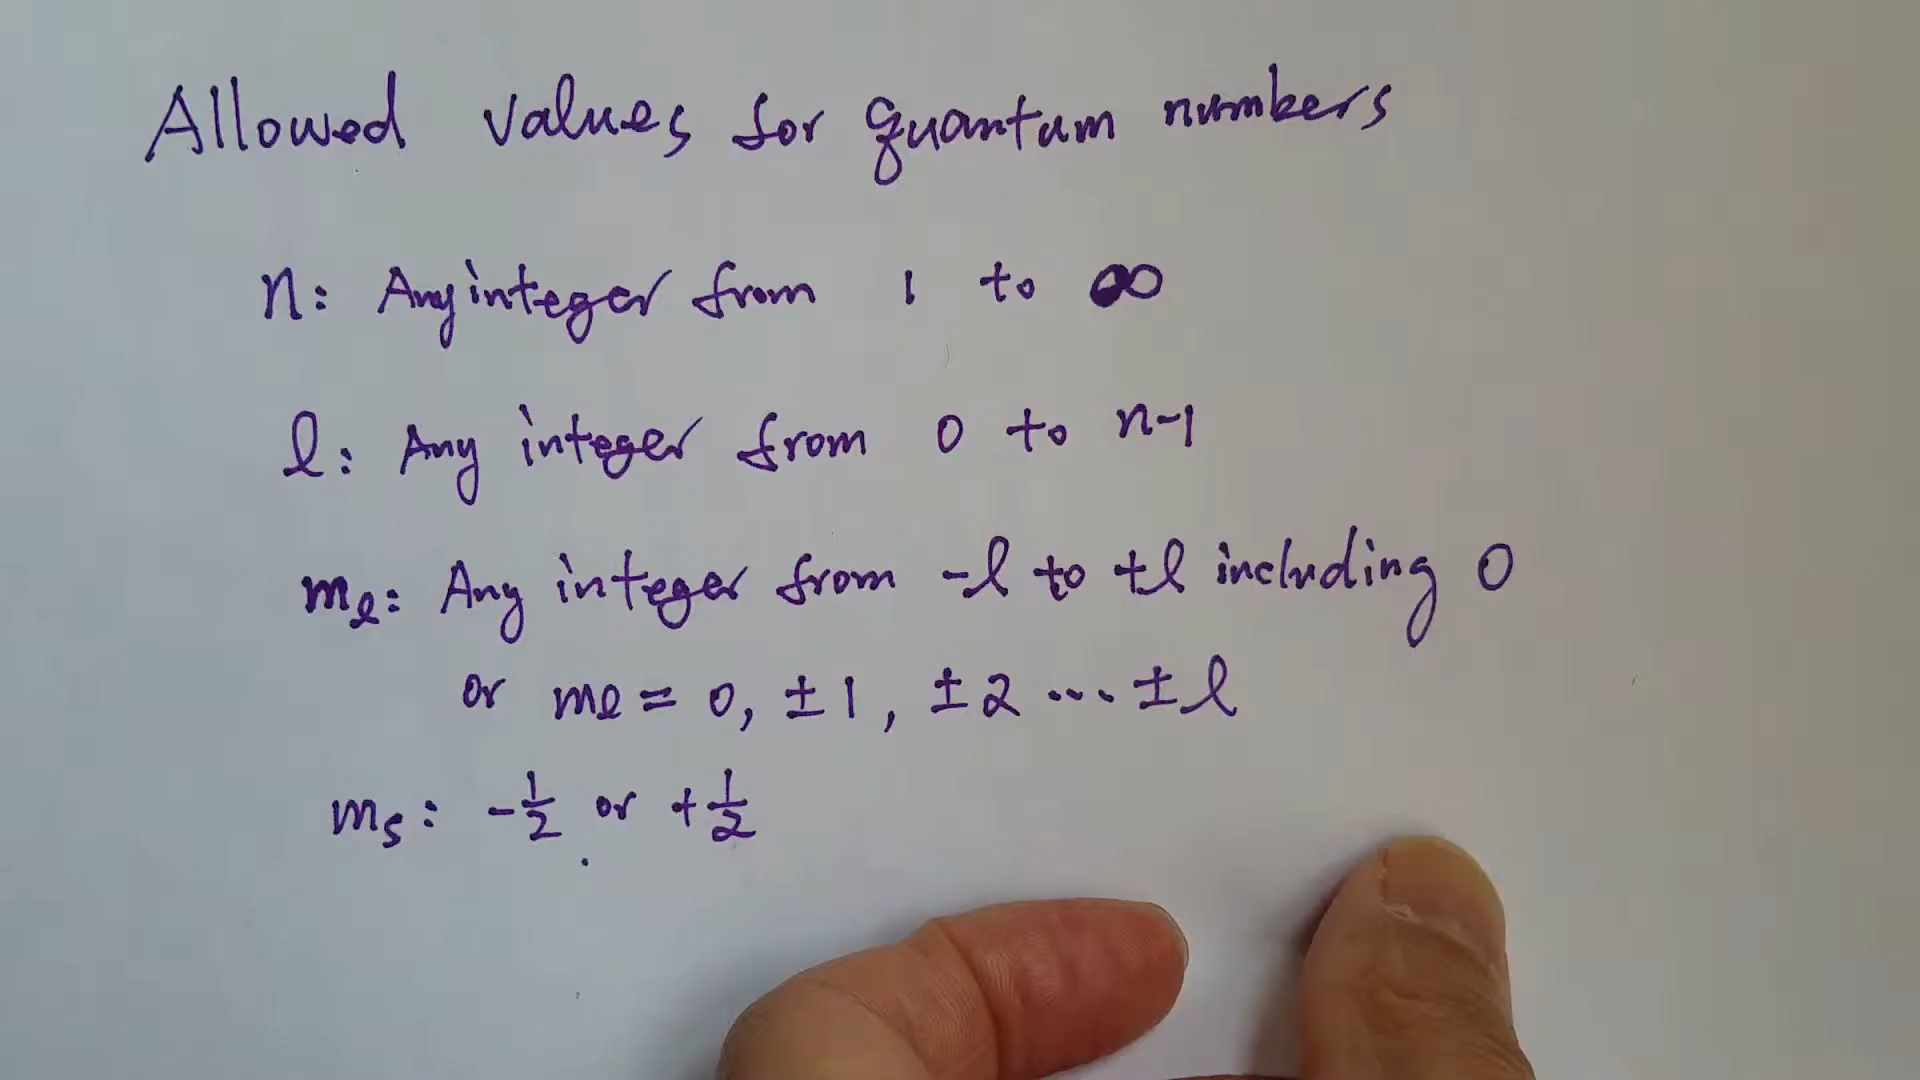 Allowed values for quantum numbers
n: Any integer from 1 to ∞
l: Any integer from 0 to n-1
ml: Any integer from -l to +l including 0
or ml = 0, ±1, ±2 ... ±l
ms: -1/2 or +1/2